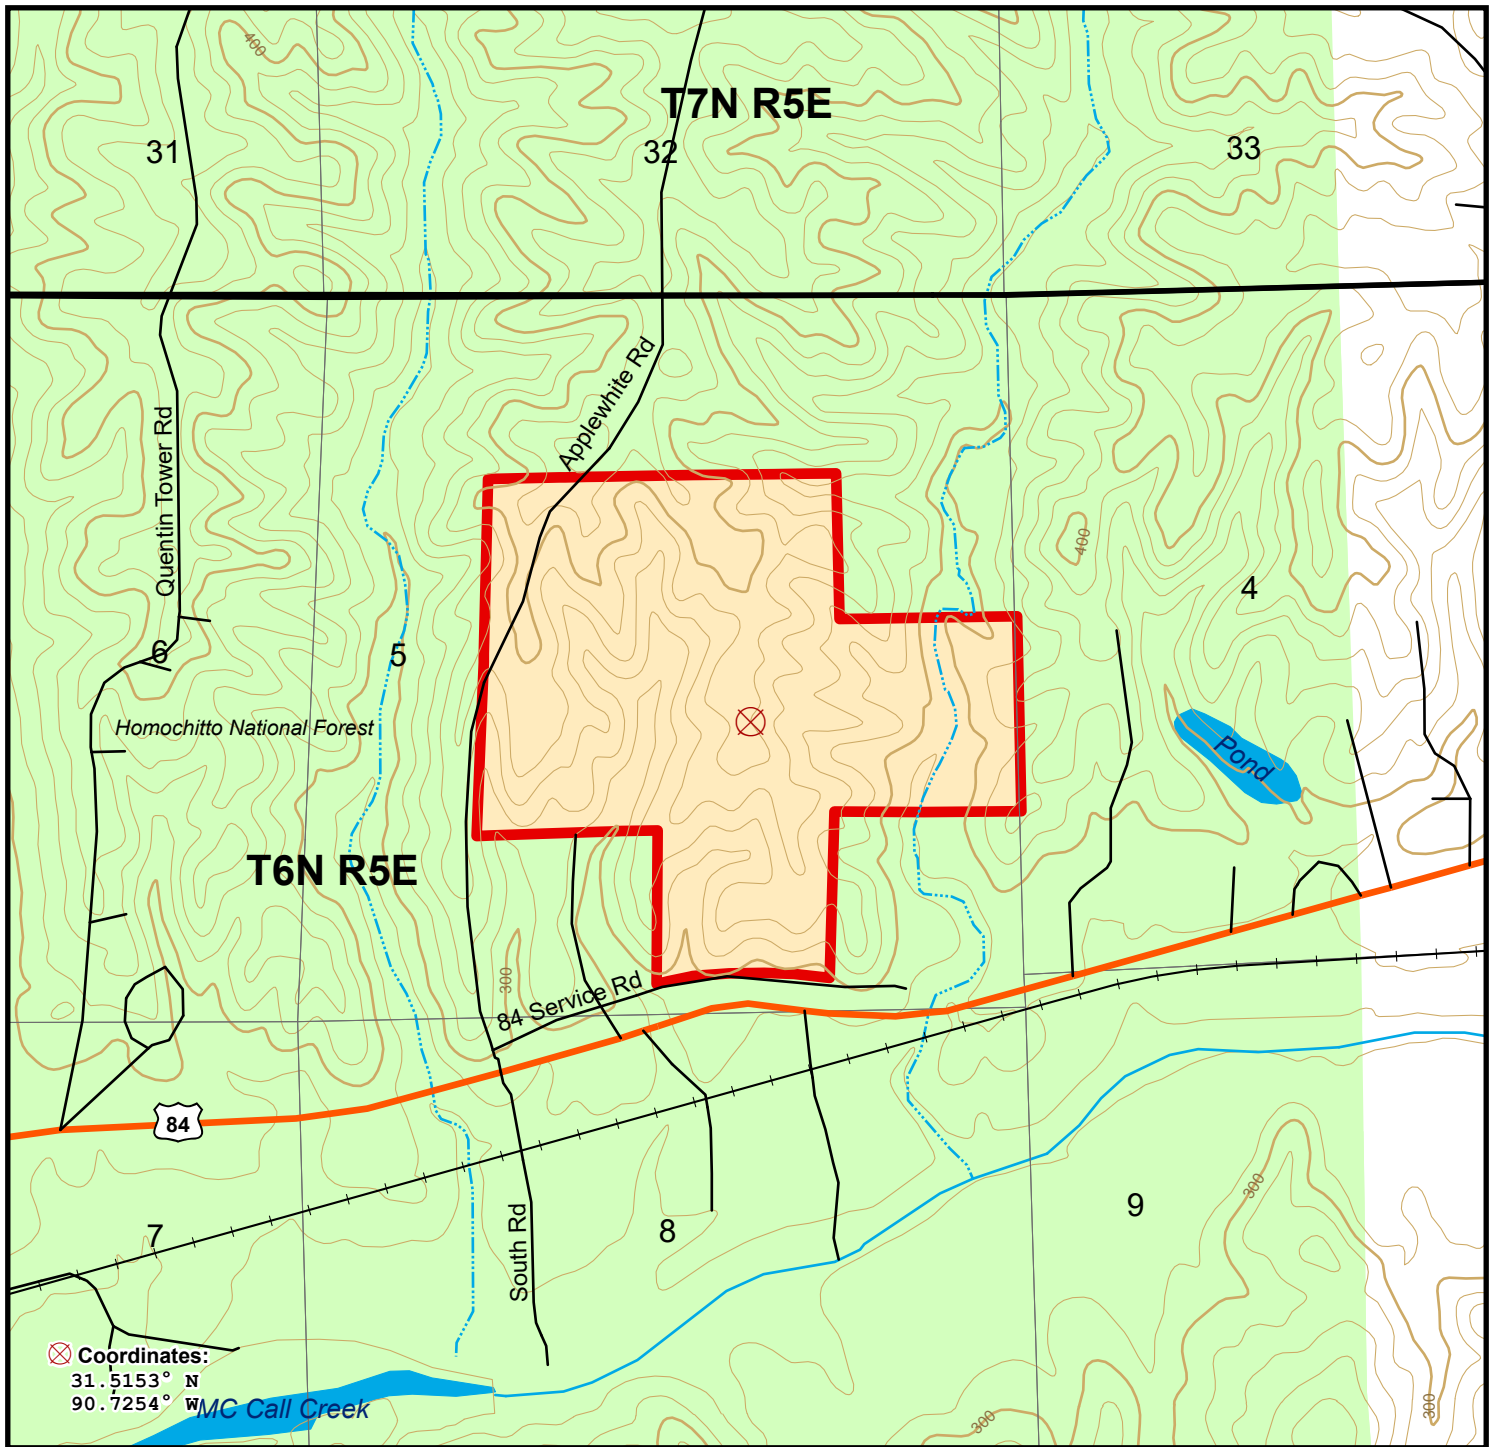 400
T7N R5E
31
32
33
Applewhite Rd
Quentin Tower Rd
400
4
6
5
Homochitto National Forest
Pond
T6N R5E
300
84 Service Rd
84
300
9
7
8
South Rd
Coordinates:
31.5153° N
90.7254° W
MC Call Creek
300
300